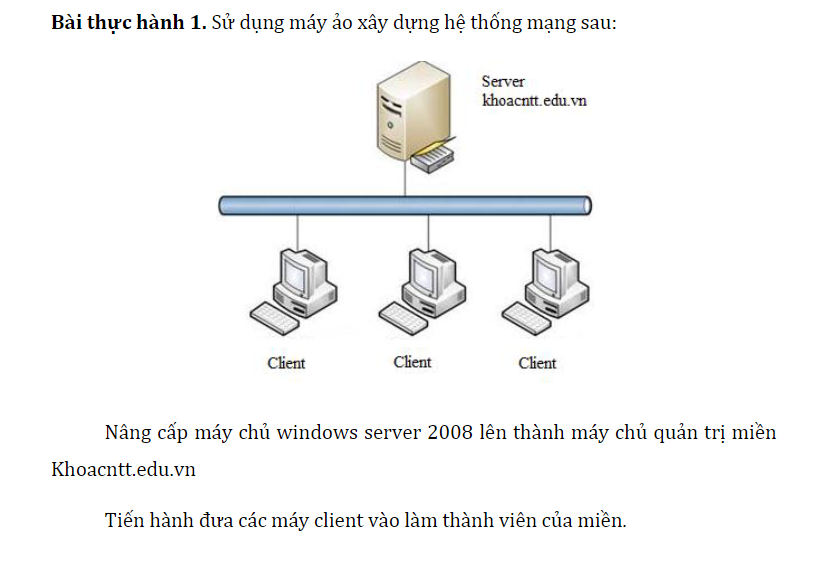 Bài thực hành 1. Sử dụng máy ảo xây dựng hệ thống mạng sau:
Server
khoacntt.edu.vn
Client
Client
Client
Nâng cấp máy chủ windows server 2008 lên thành máy chủ quản trị miền
Khoacntt.edu.vn
Tiến hành đưa các máy client vào làm thành viên của miền.